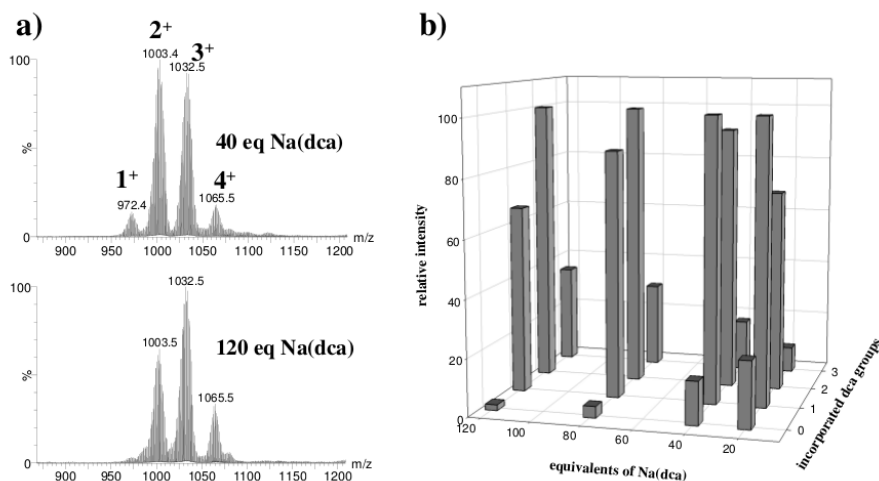 a)
2+
3+
1003.4
1032.5
100
%
40 eq Na(dca)
1+
4+
972.4
1065.5
0
m/z
900 950 1000 1050 1100 1150 1200
100
1032.5
%
1003.5
120 eq Na(dca)
1065.5
0
m/z
900 950 1000 1050 1100 1150 1200
b)
relative intensity
100
80
60
40
20
0
120 100 80 60 40 20
equivalents of Na(dca)
0 1 2 3
incorporated dca groups